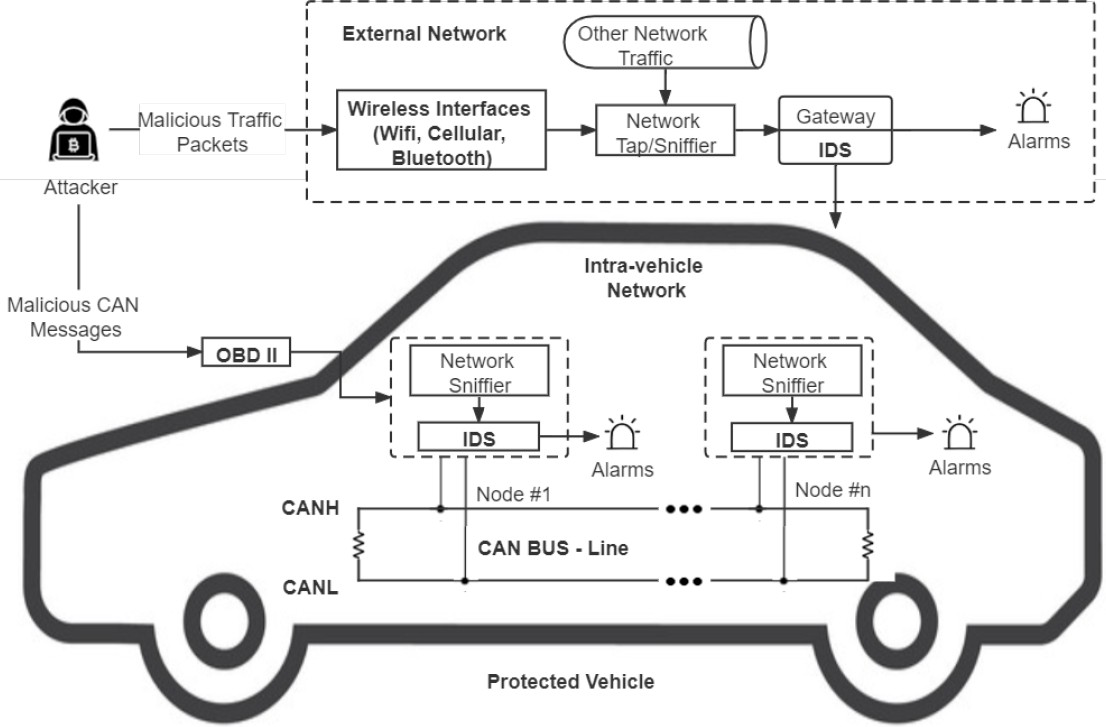 External Network
Other Network
Traffic
Malicious Traffic
Packets
Wireless Interfaces
(Wifi, Cellular,
Bluetooth)
Network
Tap/Sniffier
Gateway
IDS
Alarms
Attacker
Intra-vehicle
Network
Malicious CAN
Messages
OBD II
Network
Sniffier
IDS
Alarms
Node #1
Network
Sniffier
IDS
Alarms
Node #n
CANH
CAN BUS - Line
CANL
Protected Vehicle